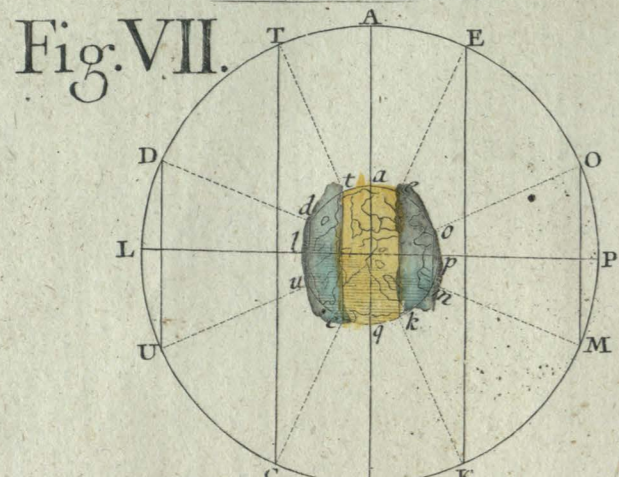 Fig. VII.
A
T E
D O
t a e
d
l o
L P
p
u n
c q k
U M
C K